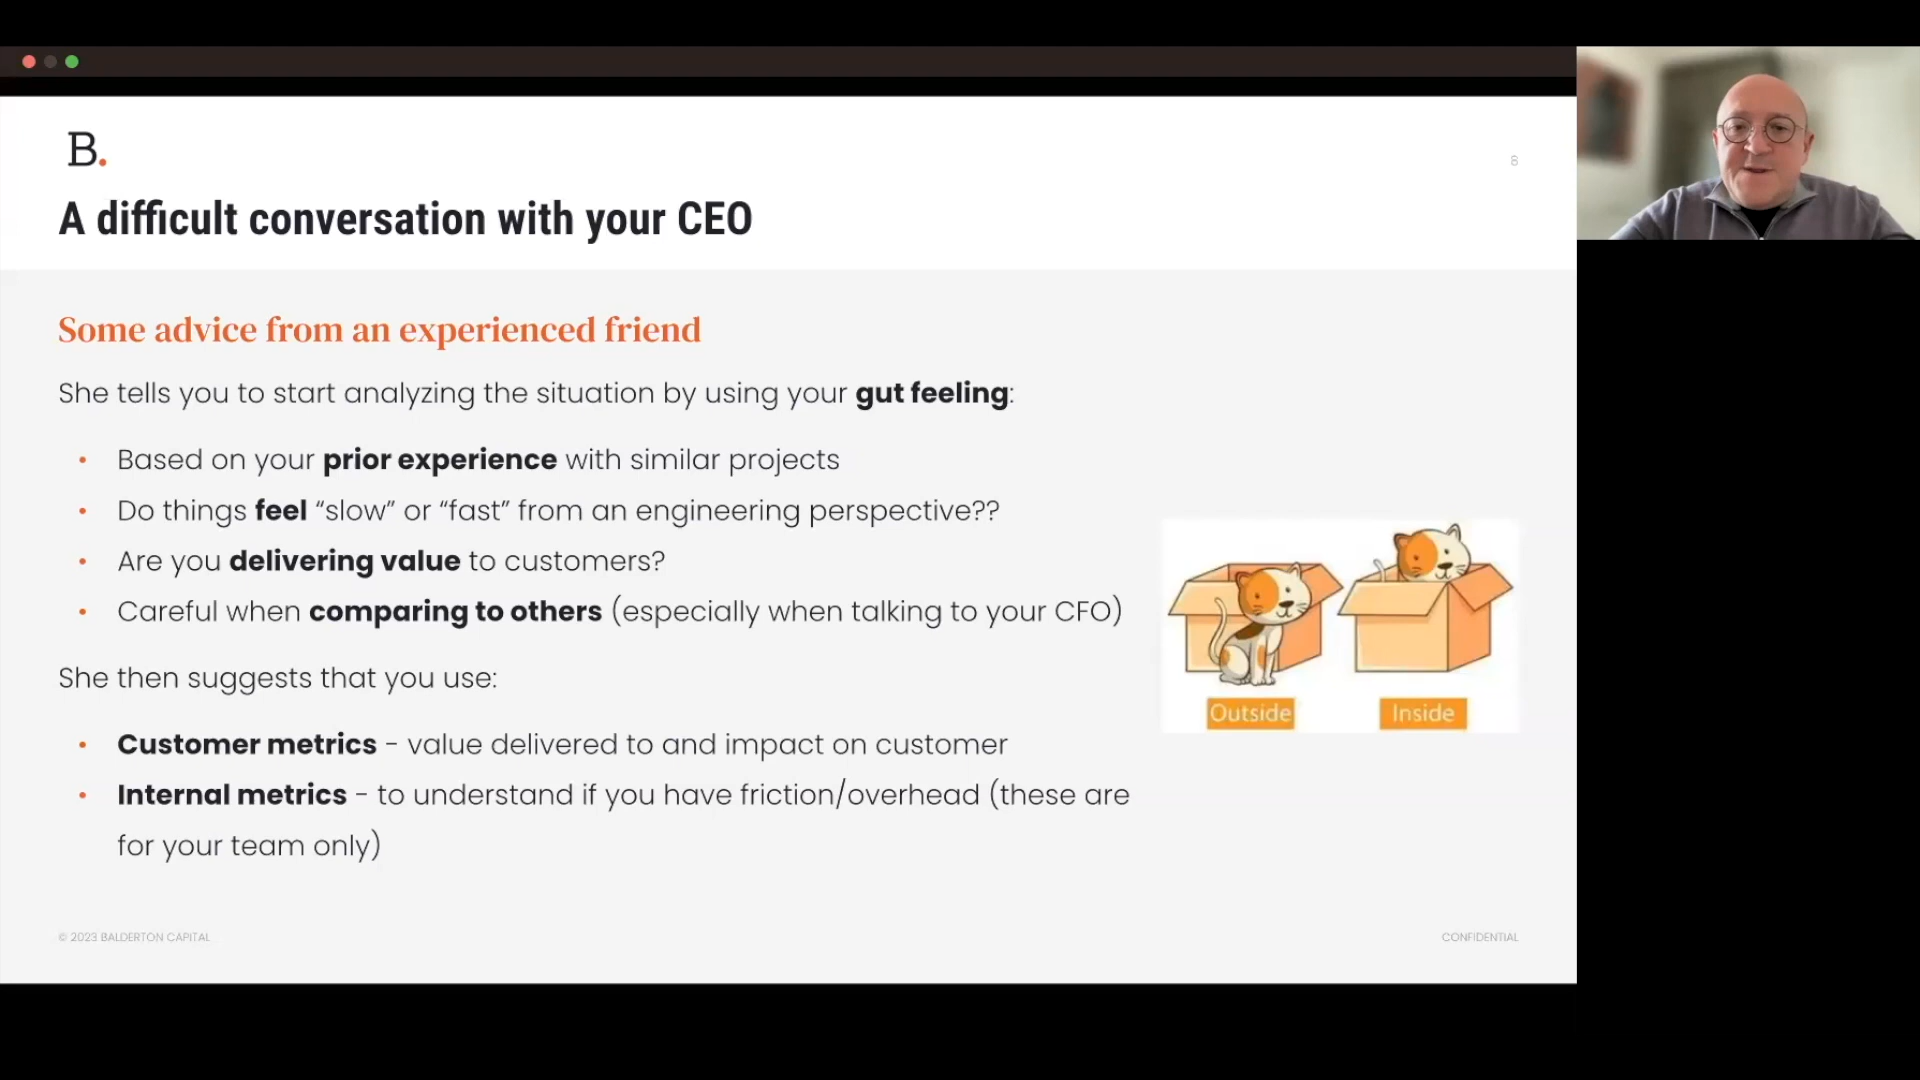 B.
8
A difficult conversation with your CEO
Some advice from an experienced friend
She tells you to start analyzing the situation by using your gut feeling:
• Based on your prior experience with similar projects
• Do things feel “slow” or “fast” from an engineering perspective??
• Are you delivering value to customers?
• Careful when comparing to others (especially when talking to your CFO)
She then suggests that you use:
• Customer metrics - value delivered to and impact on customer
• Internal metrics - to understand if you have friction/overhead (these are
for your team only)
Outside
Inside
© 2023 BALDERTON CAPITAL
CONFIDENTIAL